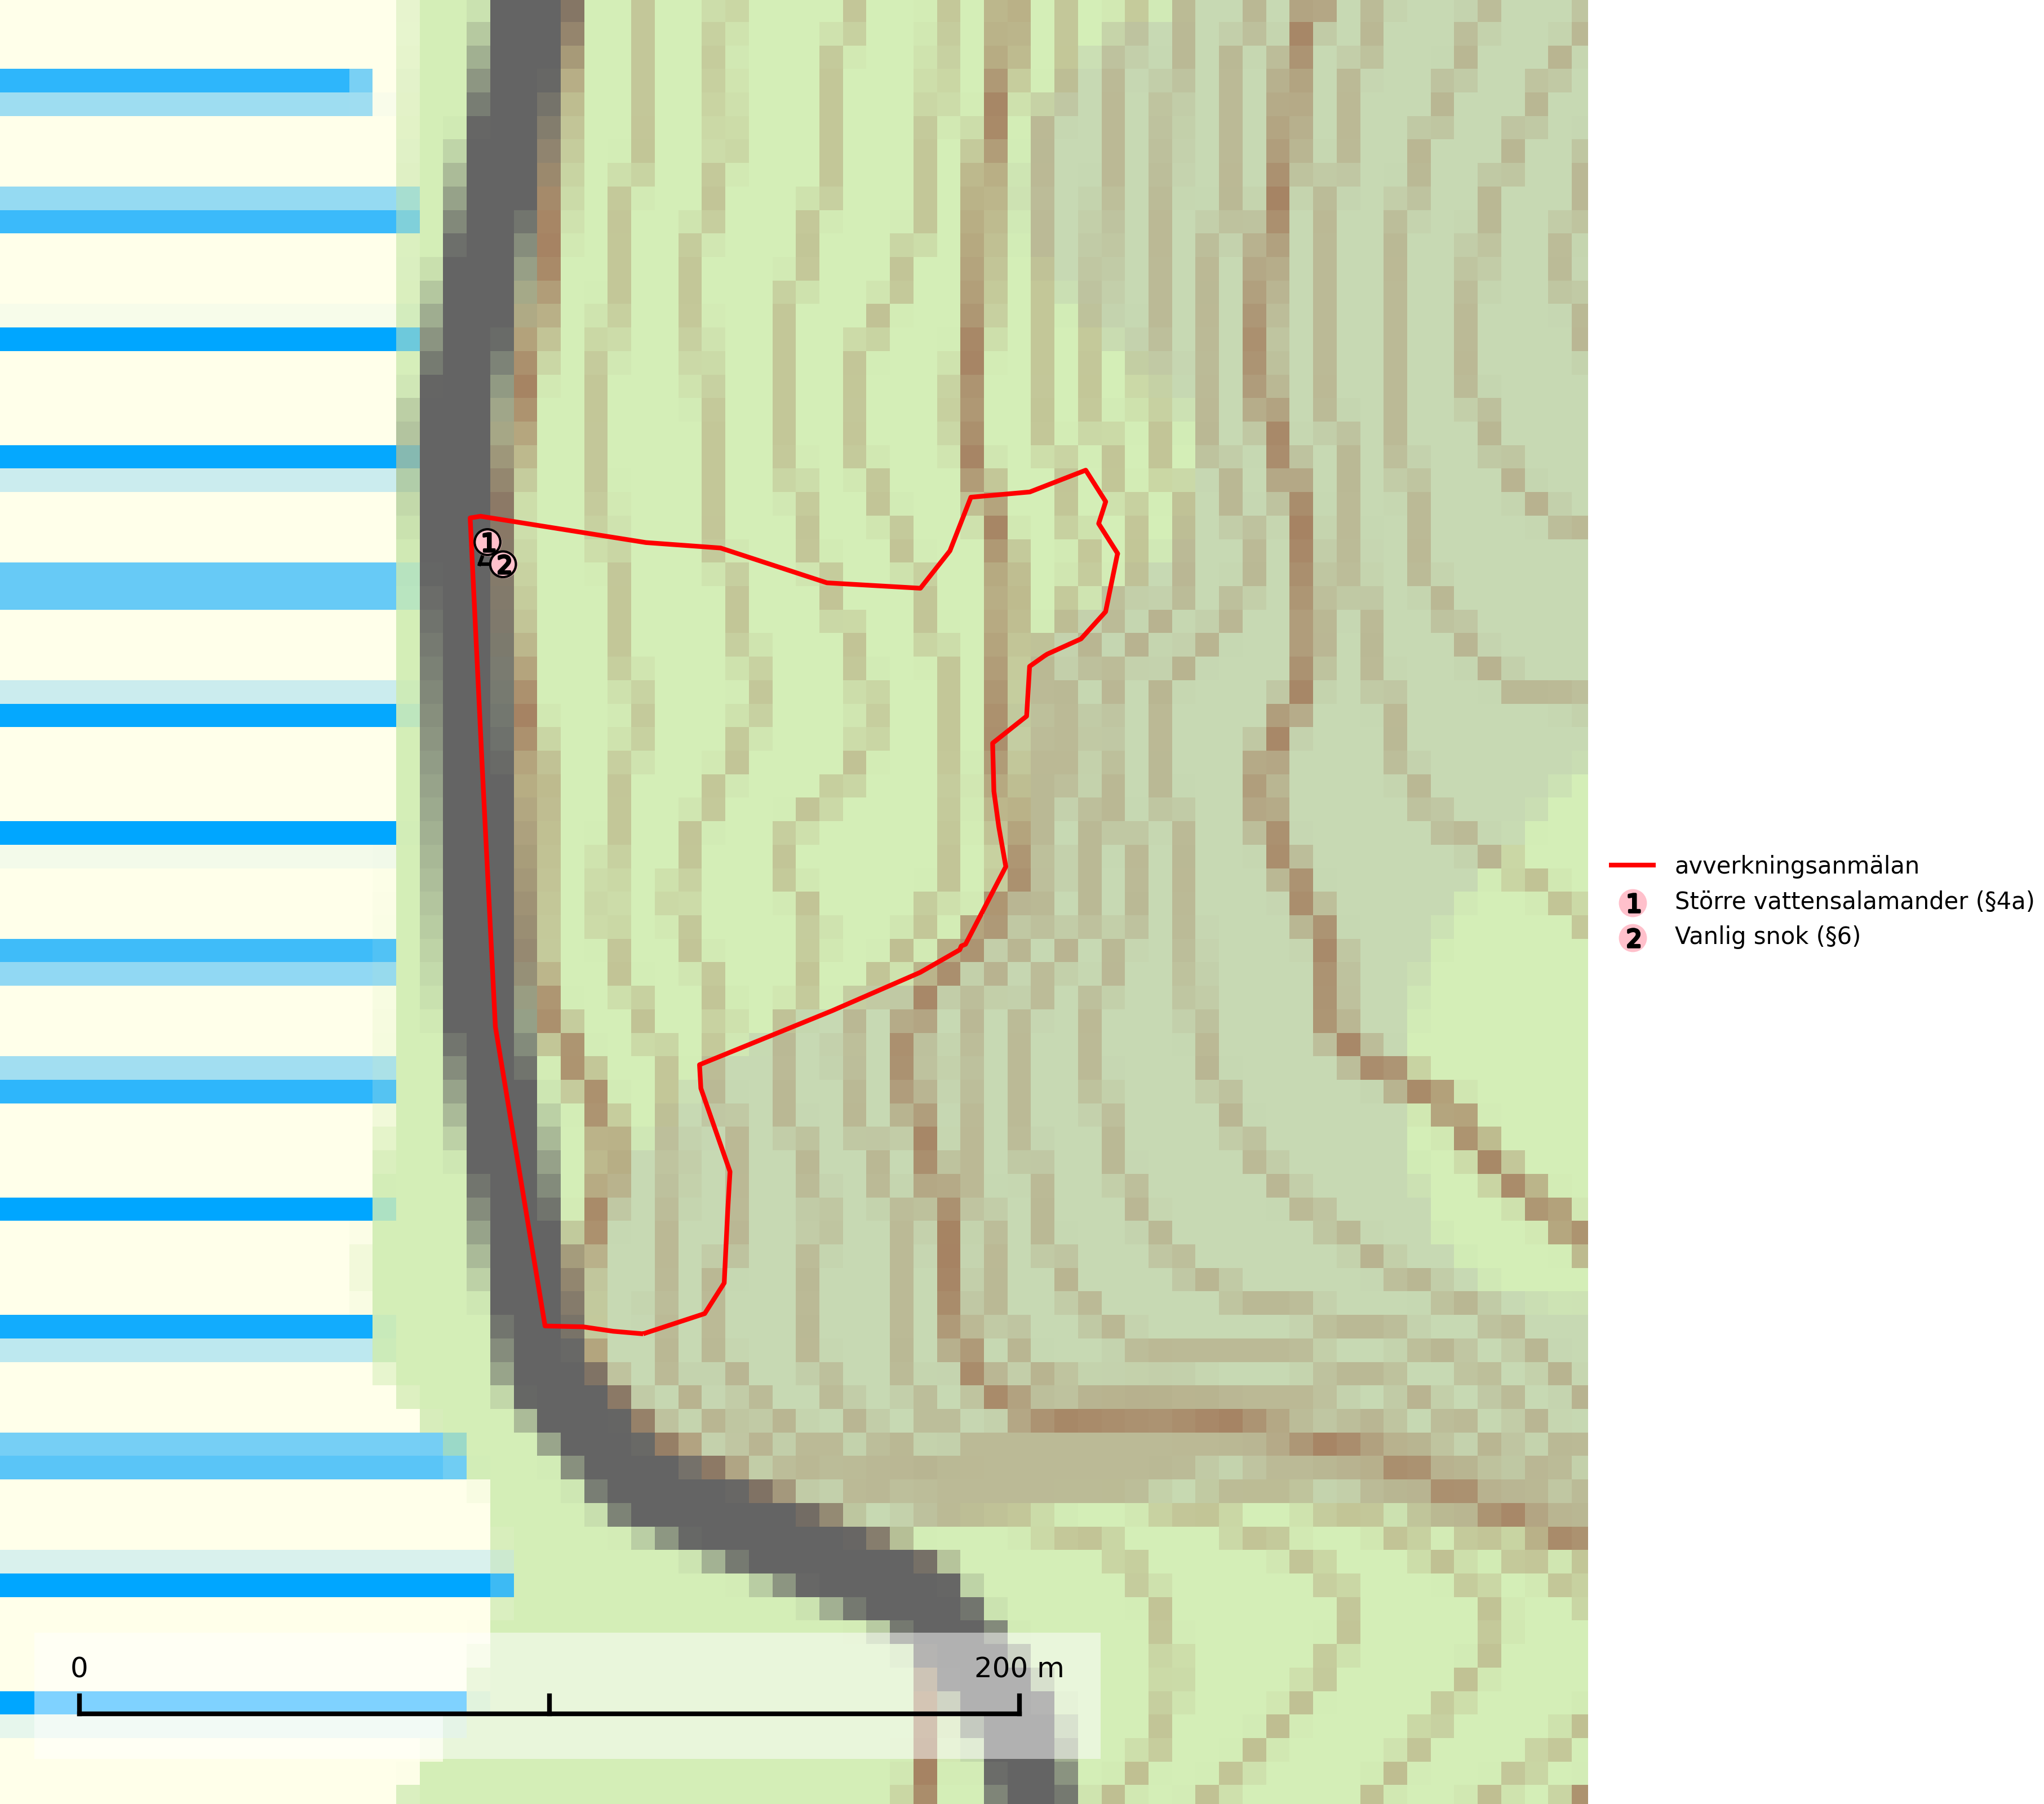 1
2
avverkningsanmälan
1 Större vattensalamander (§4a)
2 Vanlig snok (§6)
0 200 m